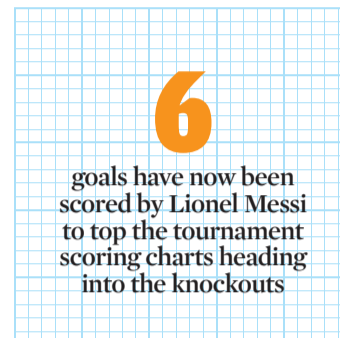 6
goals have now been
scored by Lionel Messi
to top the tournament
scoring charts heading
into the knockouts